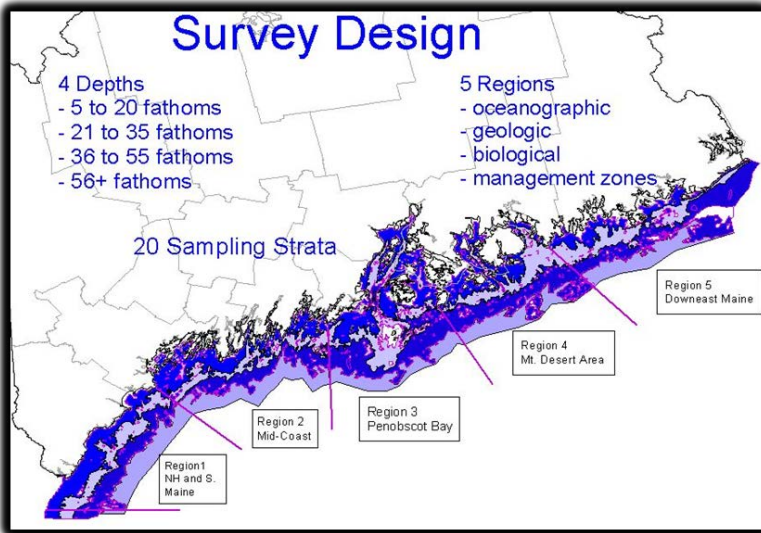 Survey Design
4 Depths
- 5 to 20 fathoms
- 21 to 35 fathoms
- 36 to 55 fathoms
- 56+ fathoms
5 Regions
- oceanographic
- geologic
- biological
- management zones
20 Sampling Strata
Region 5
Downeast Maine
Region 4
Mt. Desert Area
Region 3
Penobscot Bay
Region 2
Mid-Coast
Region1
NH and S.
Maine